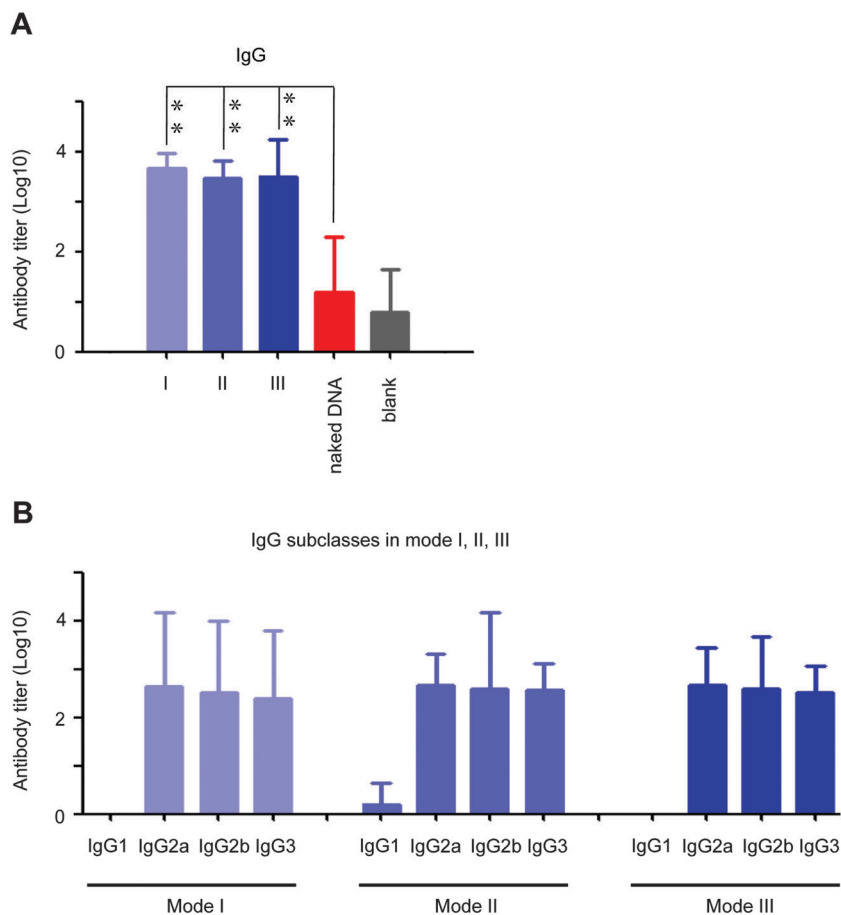 A
IgG
** ** **
Antibody titer (Log10)
4
2
0
I II III naked DNA blank
B
IgG subclasses in mode I, II, III
Antibody titer (Log10)
4
2
0
IgG1 IgG2a IgG2b IgG3 IgG1 IgG2a IgG2b IgG3 IgG1 IgG2a IgG2b IgG3
Mode I Mode II Mode III